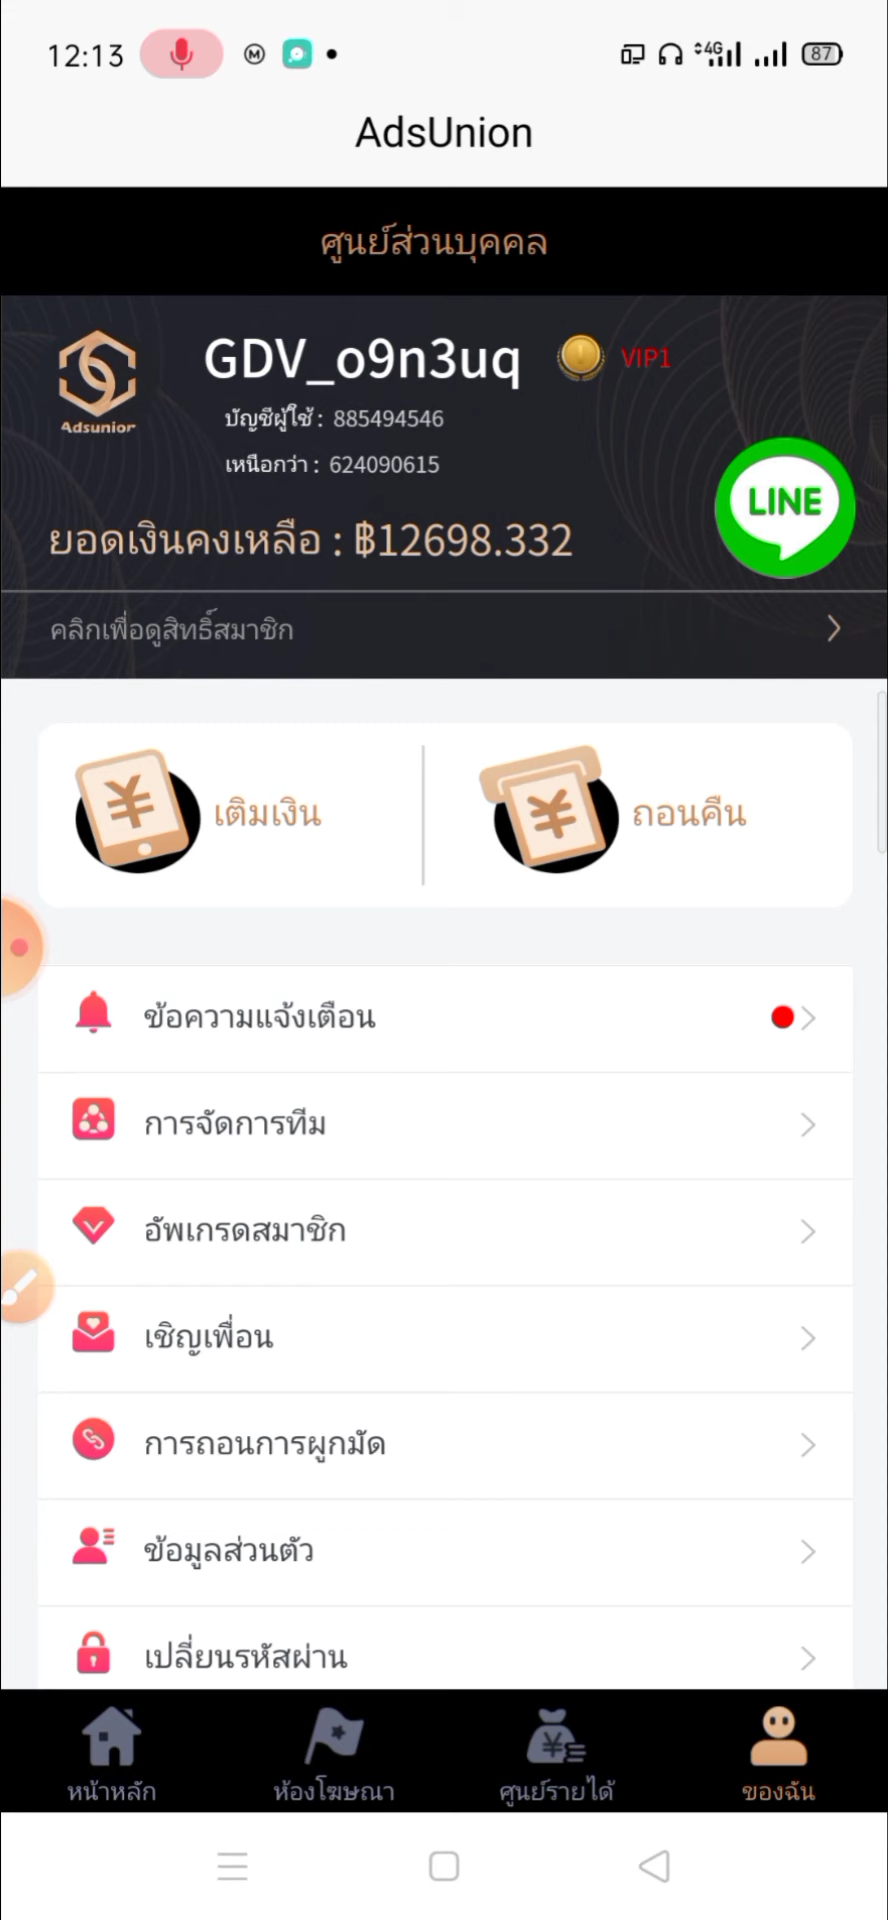 12:13
4G
87
AdsUnion
ศูนย์ส่วนบุคคล
GDV_o9n3uq
VIP1
Adsunior
บัญชีผู้ใช้ : 885494546
เหนือกว่า : 624090615
LINE
ยอดเงินคงเหลือ : ฿12698.332
คลิกเพื่อดูสิทธิ์สมาชิก
เติมเงิน
ถอนคืน
ข้อความแจ้งเตือน
การจัดการทีม
อัพเกรดสมาชิก
เชิญเพื่อน
การถอนการผูกมัด
ข้อมูลส่วนตัว
เปลี่ยนรหัสผ่าน
หน้าหลัก
ห้องโฆษณา
ศูนย์รายได้
ของฉัน